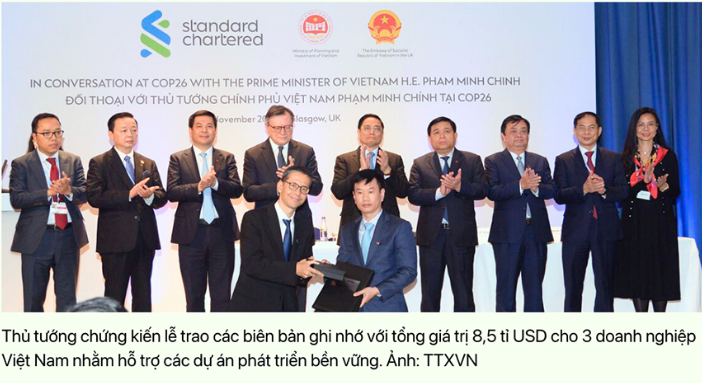 standard
chartered
Ministry of Planning and
Investment of Vietnam
The Embassy of Socialist
Republic of Vietnam in the UK
IN CONVERSATION AT COP26 WITH THE PRIME MINISTER OF VIETNAM H.E. PHAM MINH CHINH
ĐỐI THOẠI VỚI THỦ TƯỚNG CHÍNH PHỦ VIỆT NAM PHẠM MINH CHÍNH TẠI COP26
November 20 Glasgow, UK
Thủ tướng chứng kiến lễ trao các biên bản ghi nhớ với tổng giá trị 8,5 tỉ USD cho 3 doanh nghiệp
Việt Nam nhằm hỗ trợ các dự án phát triển bền vững. Ảnh: TTXVN